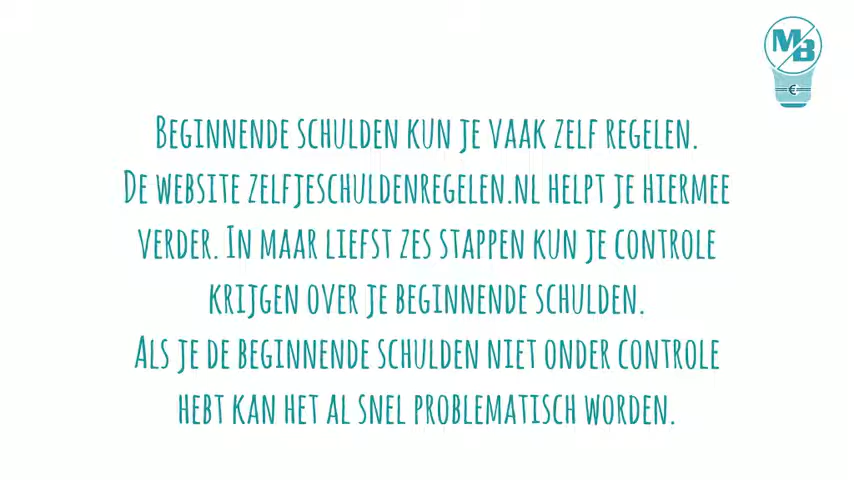 M/B
€
Beginnende schulden kun je vaak zelf regelen.
De website zelfjeschuldenregelen.nl helpt je hiermee
verder. In maar liefst zes stappen kun je controle
krijgen over je beginnende schulden.
Als je de beginnende schulden niet onder controle
hebt kan het al snel problematisch worden.